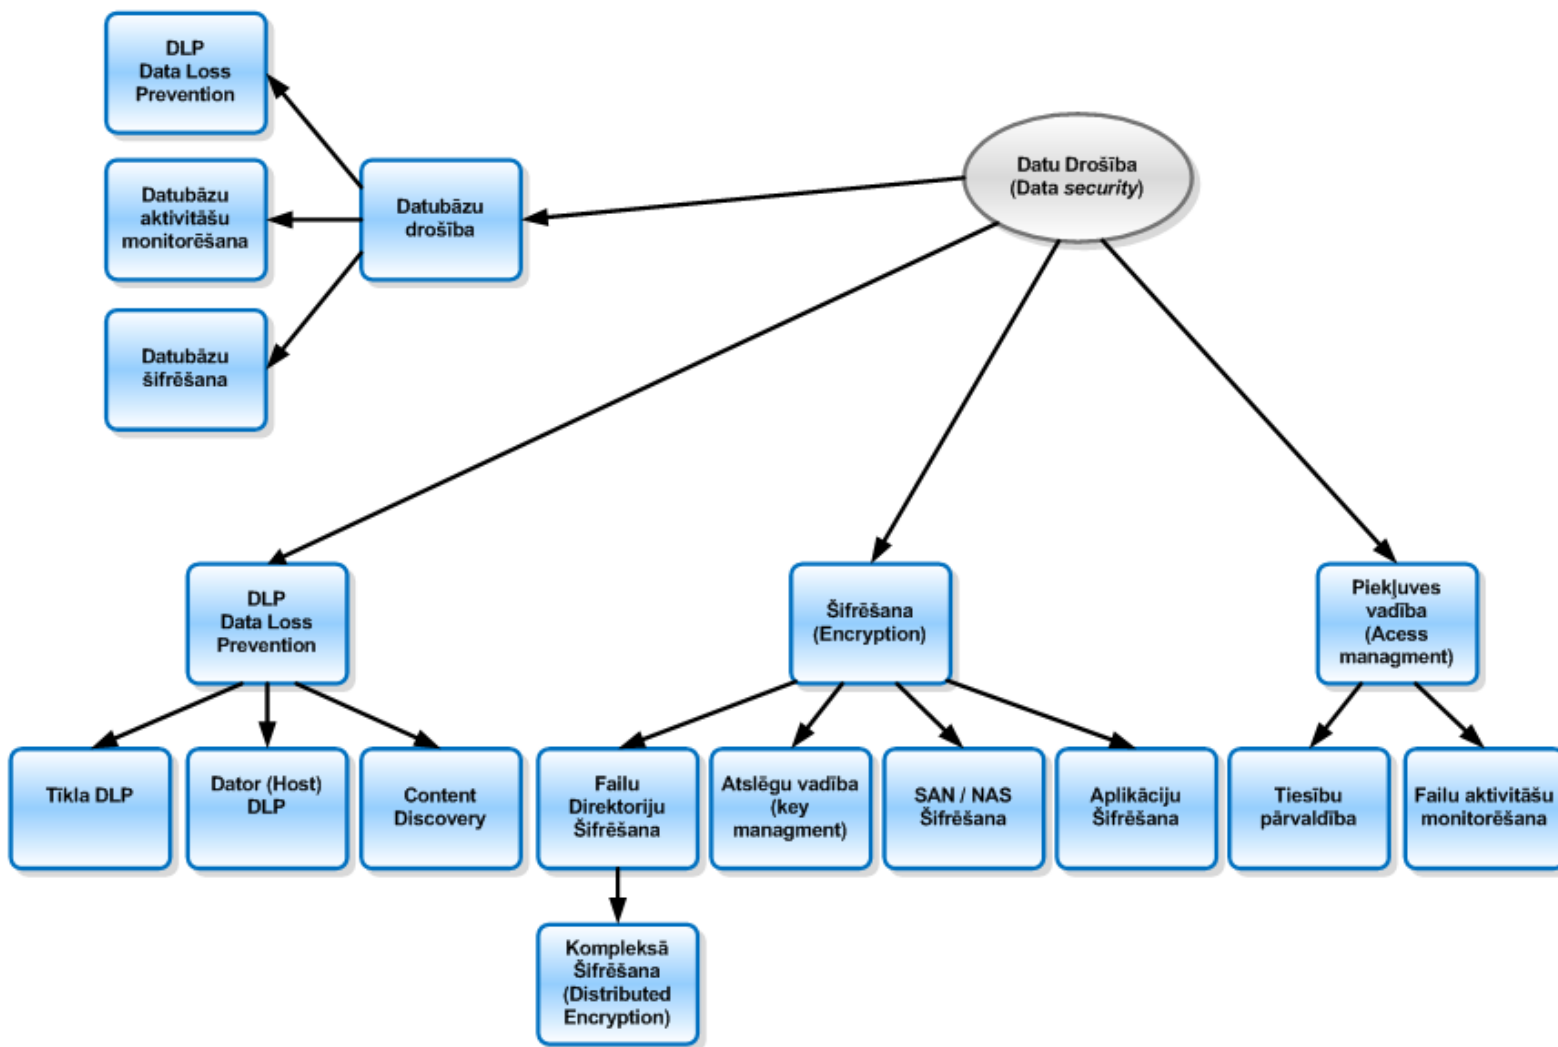 DLP
Data Loss
Prevention
Datu Drošība
(Data security)
Datubāzu
aktivitāšu
monitorēšana
Datubāzu
drošība
Datubāzu
šifrēšana
DLP
Data Loss
Prevention
Šifrēšana
(Encryption)
Piekļuves
vadība
(Acess
managment)
Tīkla DLP
Dator (Host)
DLP
Content
Discovery
Failu
Direktoriju
Šifrēšana
Atslēgu vadība
(key
managment)
SAN / NAS
Šifrēšana
Aplikāciju
Šifrēšana
Tiesību
pārvaldība
Failu aktivitāšu
monitorēšana
Kompleksā
Šifrēšana
(Distributed
Encryption)